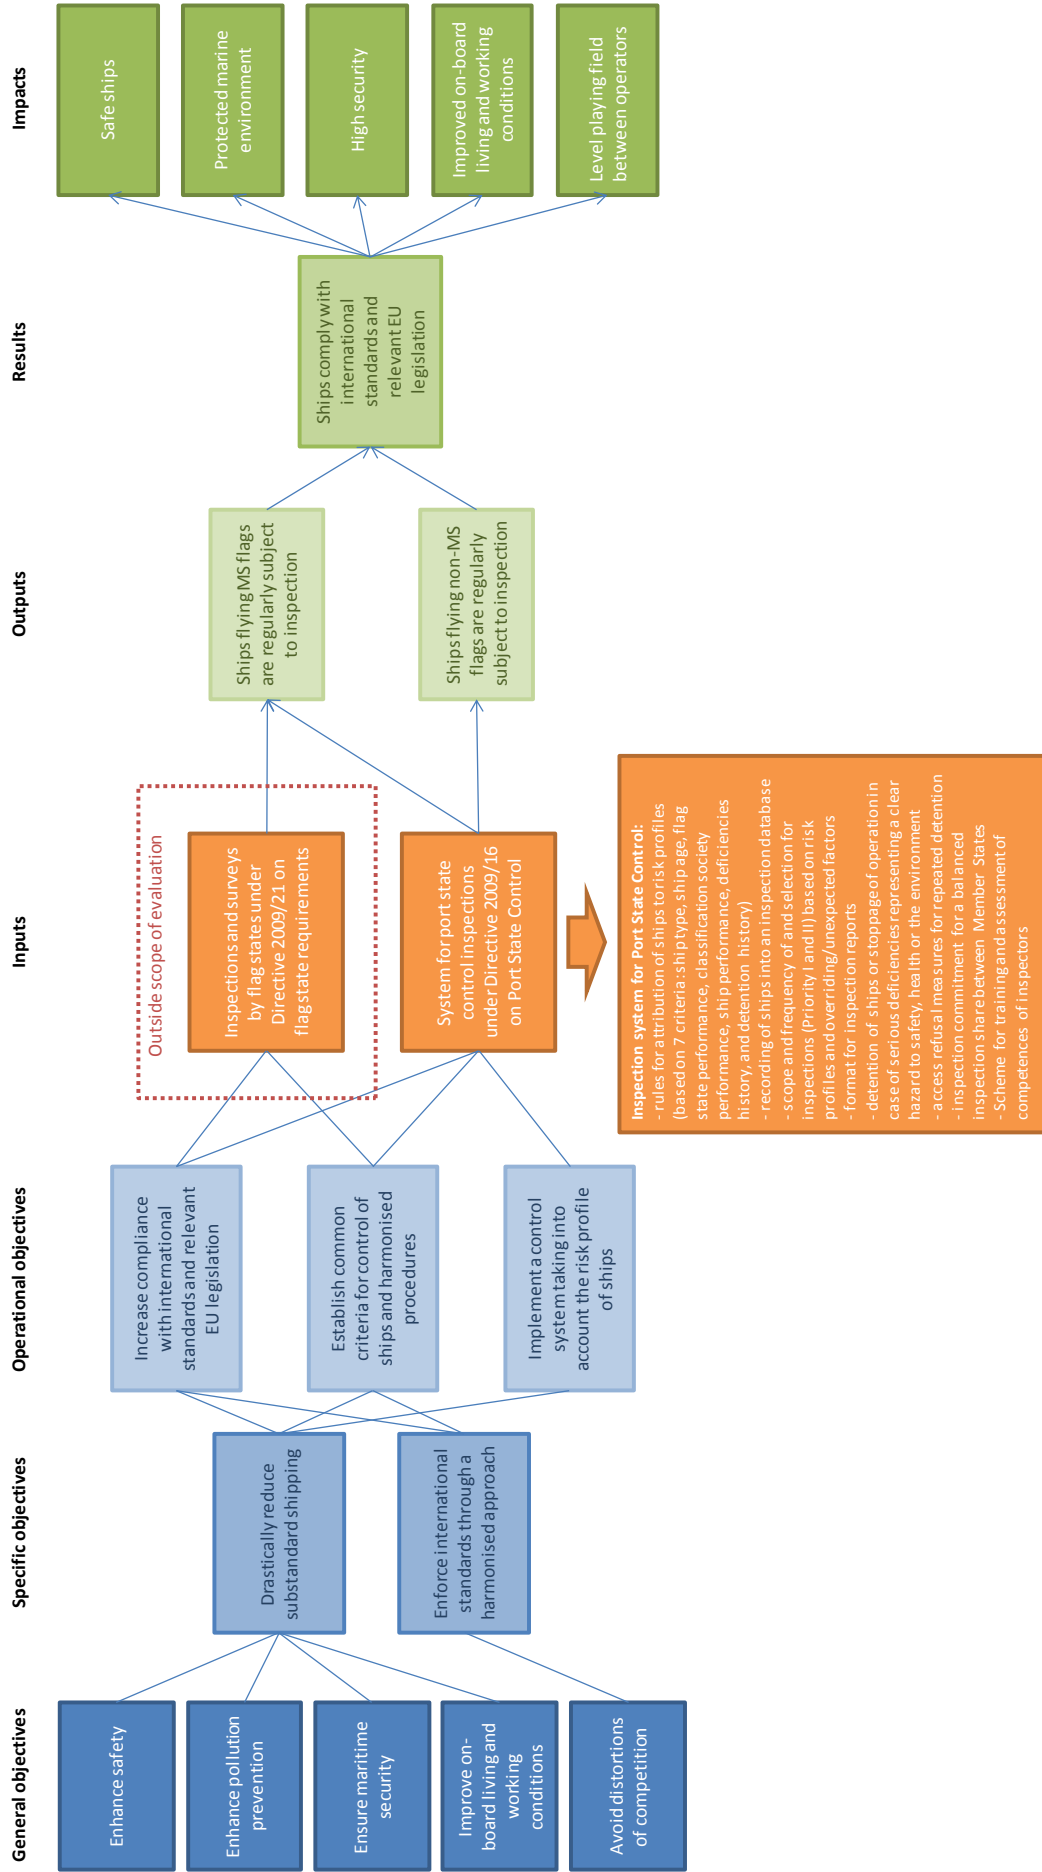 General objectives
Specific objectives
Operational objectives
Inputs
Outputs
Results
Impacts
Enhance safety
Enhance pollution
prevention
Ensure maritime
security
Improve on-
board living and
working
conditions
Avoid distortions
of competition
Drastically reduce
substandard shipping
Enforce international
standards through a
harmonised approach
Increase compliance
with international
standards and relevant
EU legislation
Establish common
criteria for control of
ships and harmonised
procedures
Implement a control
system taking into
account the risk profile
of ships
Outside scope of evaluation
Inspections and surveys
by flag states under
Directive 2009/21 on
flag state requirements
System for port state
control inspections
under Directive 2009/16
on Port State Control
Inspection system for Port State Control:
- rules for attribution of ships to risk profiles
(based on 7 criteria: ship type, ship age, flag
state performance, classification society
performance, ship performance, deficiencies
history, and detention history)
- recording of ships into an inspection database
- scope and frequency of and selection for
inspections (Priority I and II) based on risk
profiles and overriding/unexpected factors
- format for inspection reports
- detention of ships or stoppage of operation in
case of serious deficiencies representing a clear
hazard to safety, health or the environment
- access refusal measures for repeated detention
- inspection commitment for a balanced
inspection share between Member States
- Scheme for training and assessment of
competences of inspectors
Ships flying MS flags
are regularly subject
to inspection
Ships flying non-MS
flags are regularly
subject to inspection
Ships comply with
international
standards and
relevant EU
legislation
Safe ships
Protected marine
environment
High security
Improved on-board
living and working
conditions
Level playing field
between operators